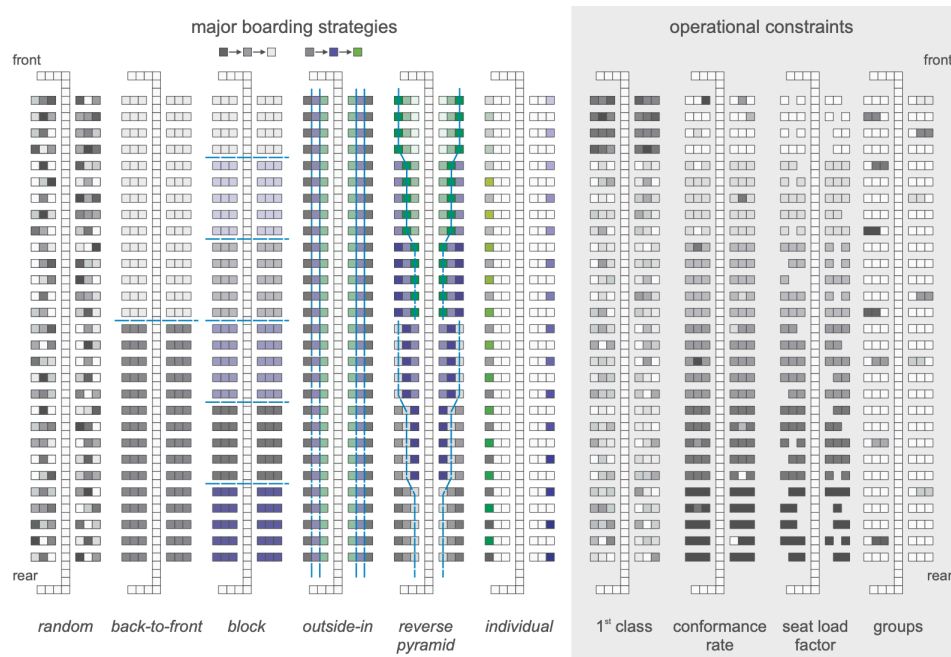 major boarding strategies
operational constraints
front
front
rear
rear
random
back-to-front
block
outside-in
reverse
pyramid
individual
1st class
conformance
rate
seat load
factor
groups